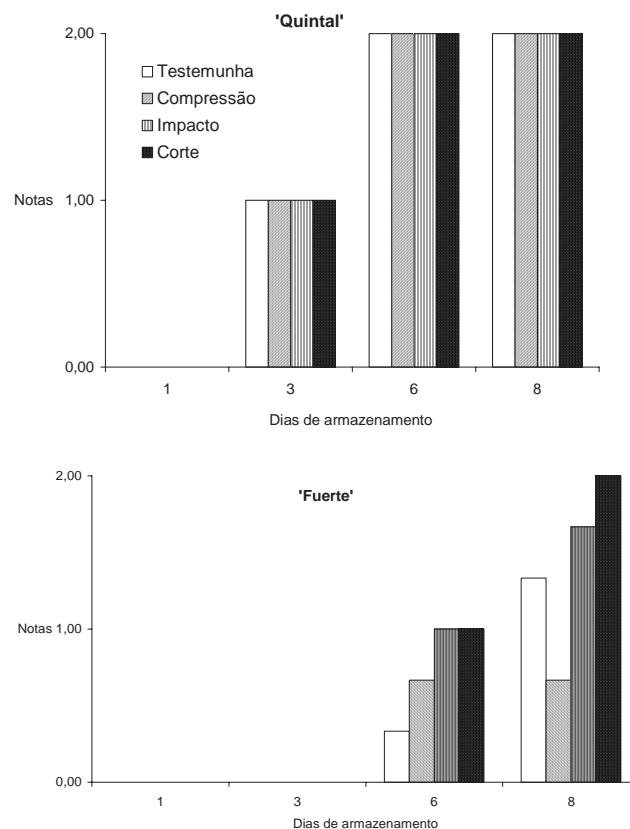 'Quintal'
2,00
Testemunha
Compressão
Impacto
Corte
Notas 1,00
0,00
1 3 6 8
Dias de armazenamento
2,00
'Fuerte'
Notas 1,00
0,00
1 3 6 8
Dias de armazenamento